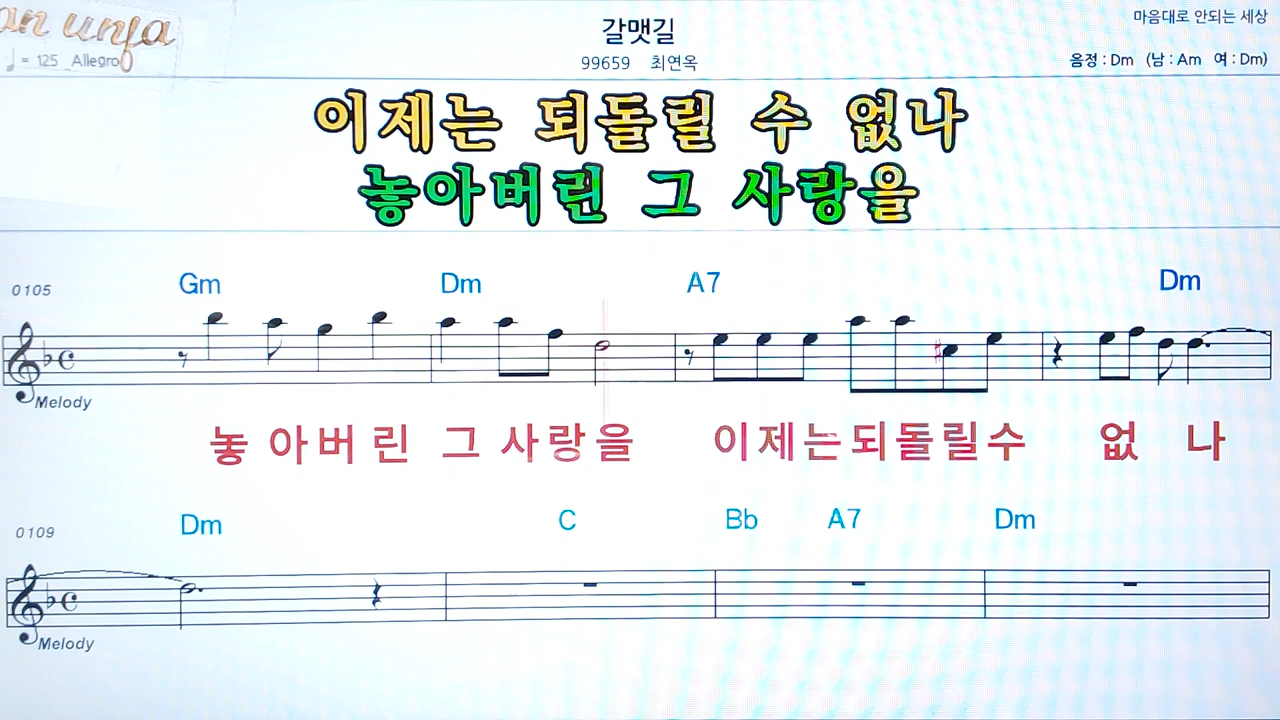 마음대로 안되는 세상
갈맷길
♩ = 125 Allegro
99659 최연옥
음정 : Dm (남 : Am 여 : Dm)
이제는 되돌릴 수 없나
놓아버린 그 사랑을
0105 Gm Dm A7 Dm
Melody
놓 아버 린 그 사랑을 이제는되돌릴수 없 나
0109 Dm C Bb A7 Dm
Melody